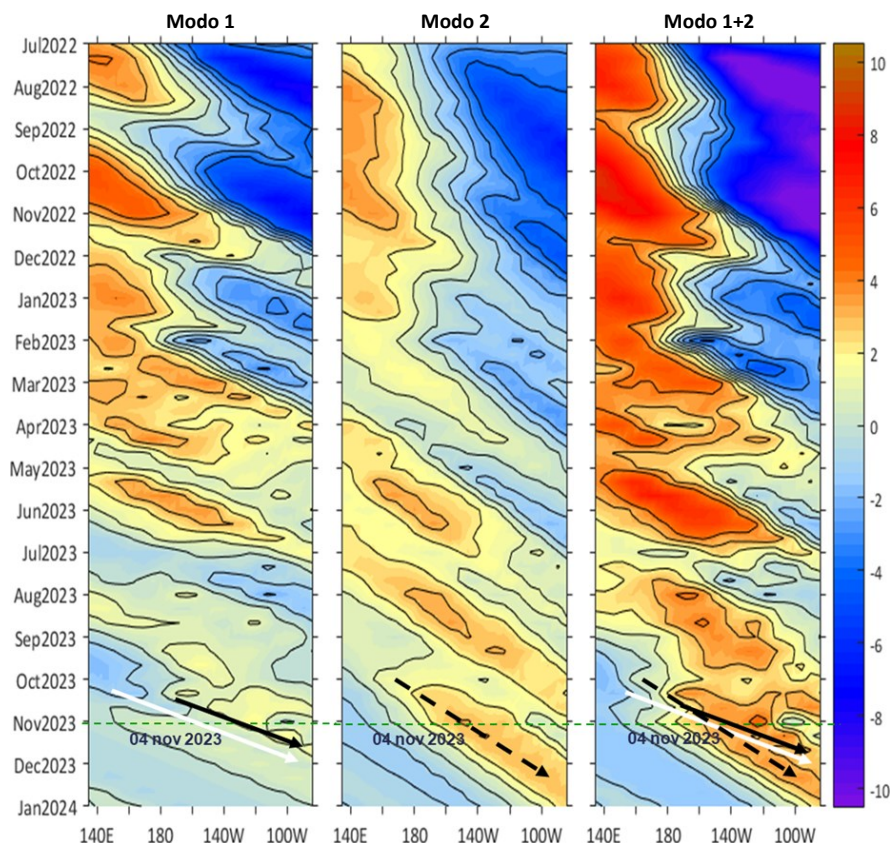 Modo 1 Modo 2 Modo 1+2
Jul2022
Aug2022
Sep2022
Oct2022
Nov2022
Dec2022
Jan2023
Feb2023
Mar2023
Apr2023
May2023
Jun2023
Jul2023
Aug2023
Sep2023
Oct2023
Nov2023
Dec2023
Jan2024
04 nov 2023 04 nov 2023 04 nov 2023
140E 180 140W 100W 140E 180 140W 100W 140E 180 140W 100W
10
8
6
4
2
0
-2
-4
-6
-8
-10